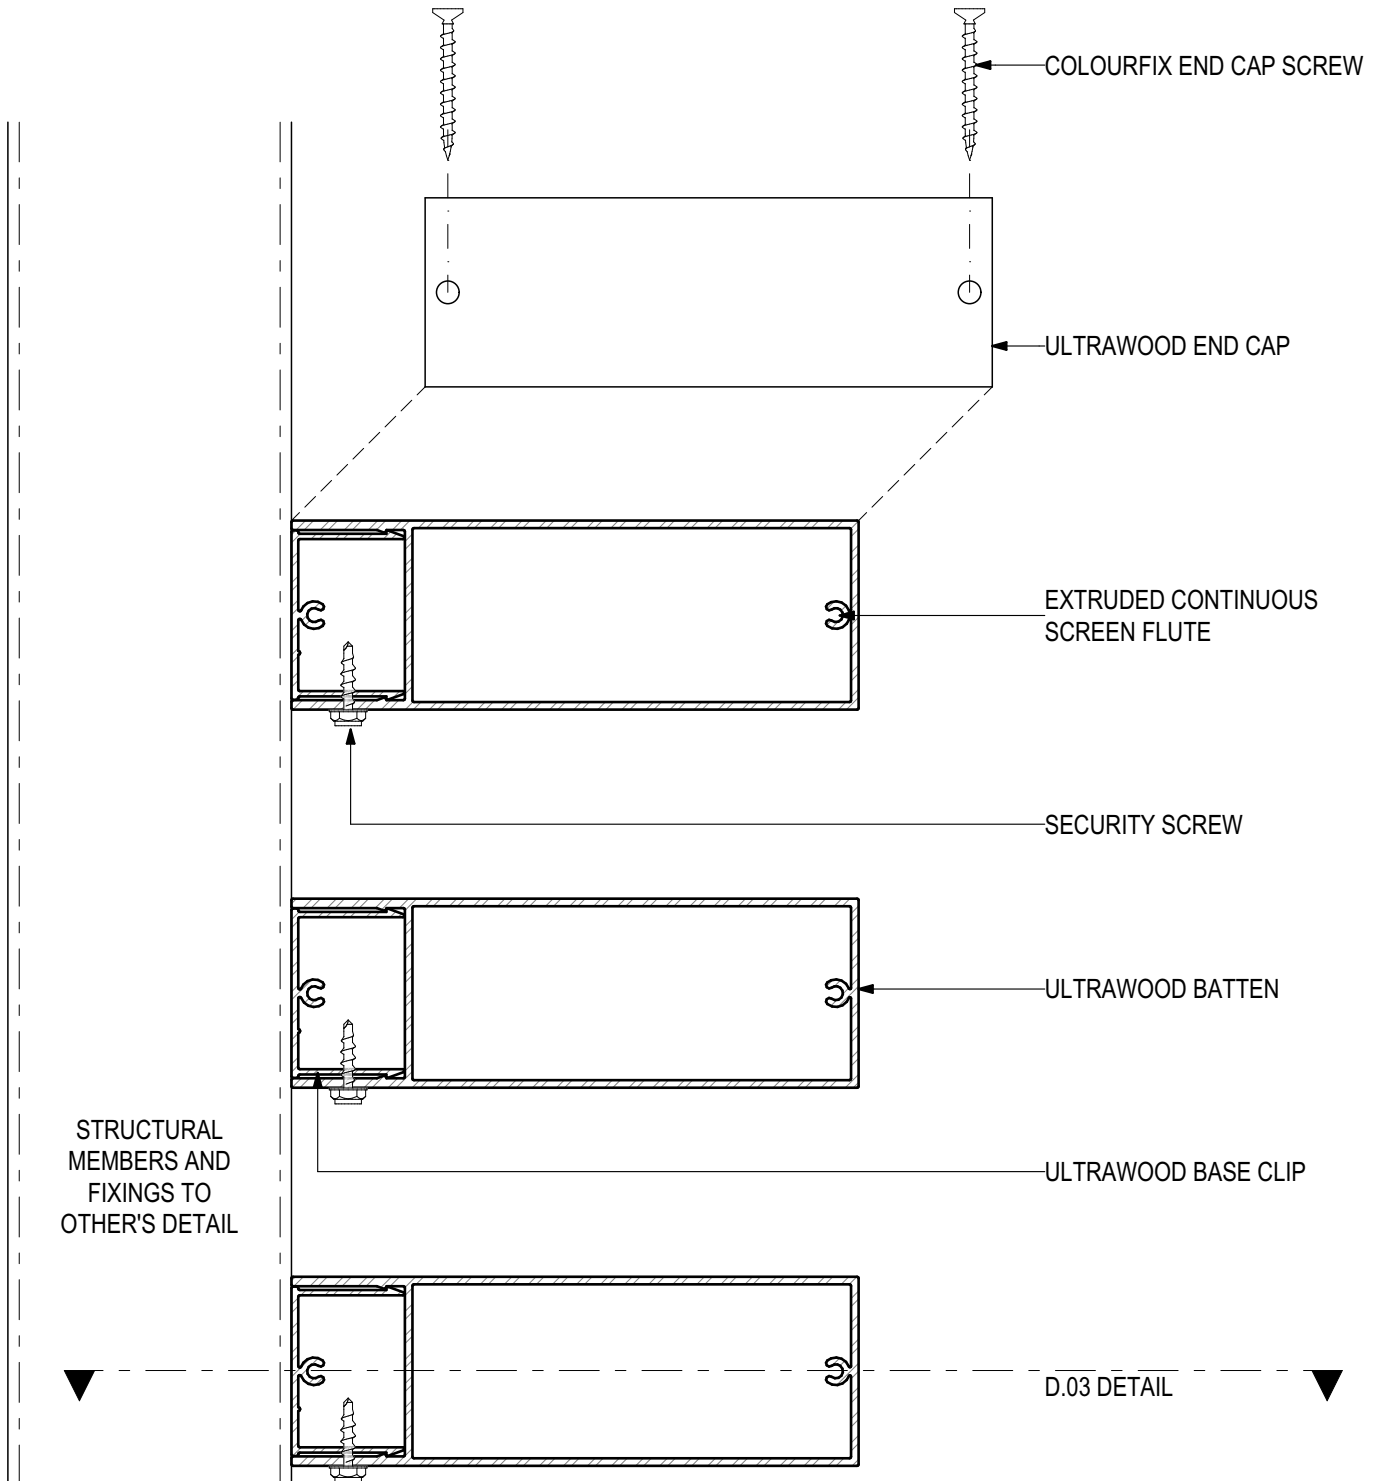 COLOURFIX END CAP SCREW
ULTRAWOOD END CAP
EXTRUDED CONTINUOUS
SCREEN FLUTE
SECURITY SCREW
ULTRAWOOD BATTEN
STRUCTURAL
MEMBERS AND
FIXINGS TO
OTHER'S DETAIL
ULTRAWOOD BASE CLIP
D.03 DETAIL